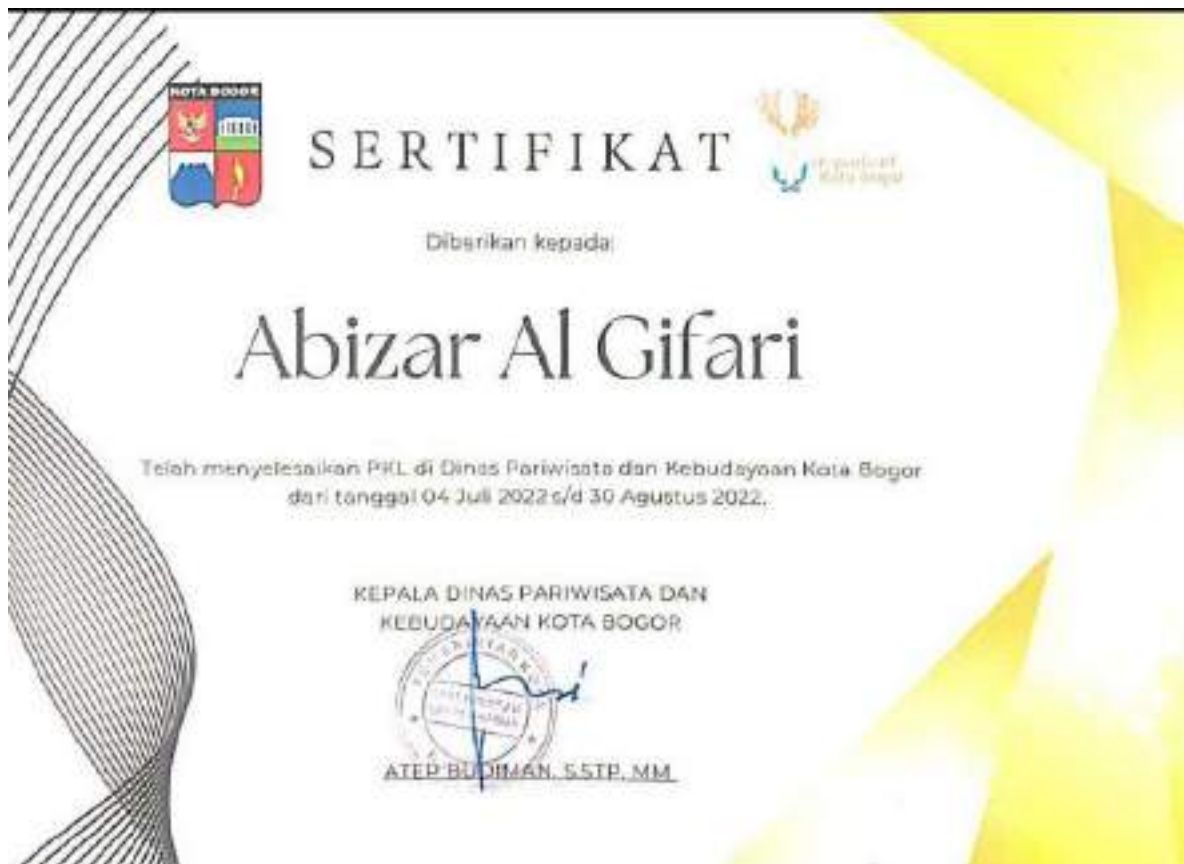 KOTA BOGOR
SERTIFIKAT
Diberikan kepada:
Abizar Al Gifari
Telah menyelesaikan PKL di Dinas Pariwisata dan Kebudayaan Kota Bogor
dari tanggal 04 Juli 2022 s/d 30 Agustus 2022.
KEPALA DINAS PARIWISATA DAN
KEBUDAYAAN KOTA BOGOR
ATEP BUDIMAN, S.STP, MM